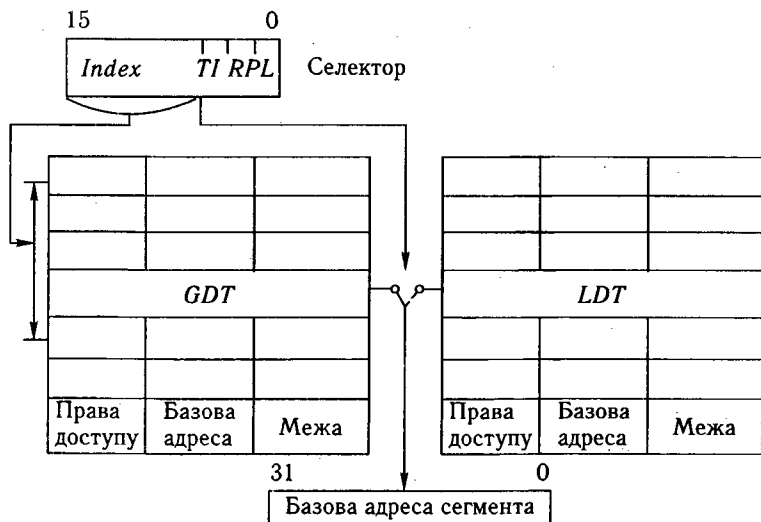 15 0
Index TI RPL Селектор
GDT LDT
Права доступу Базова адреса Межа Права доступу Базова адреса Межа
31 0
Базова адреса сегмента